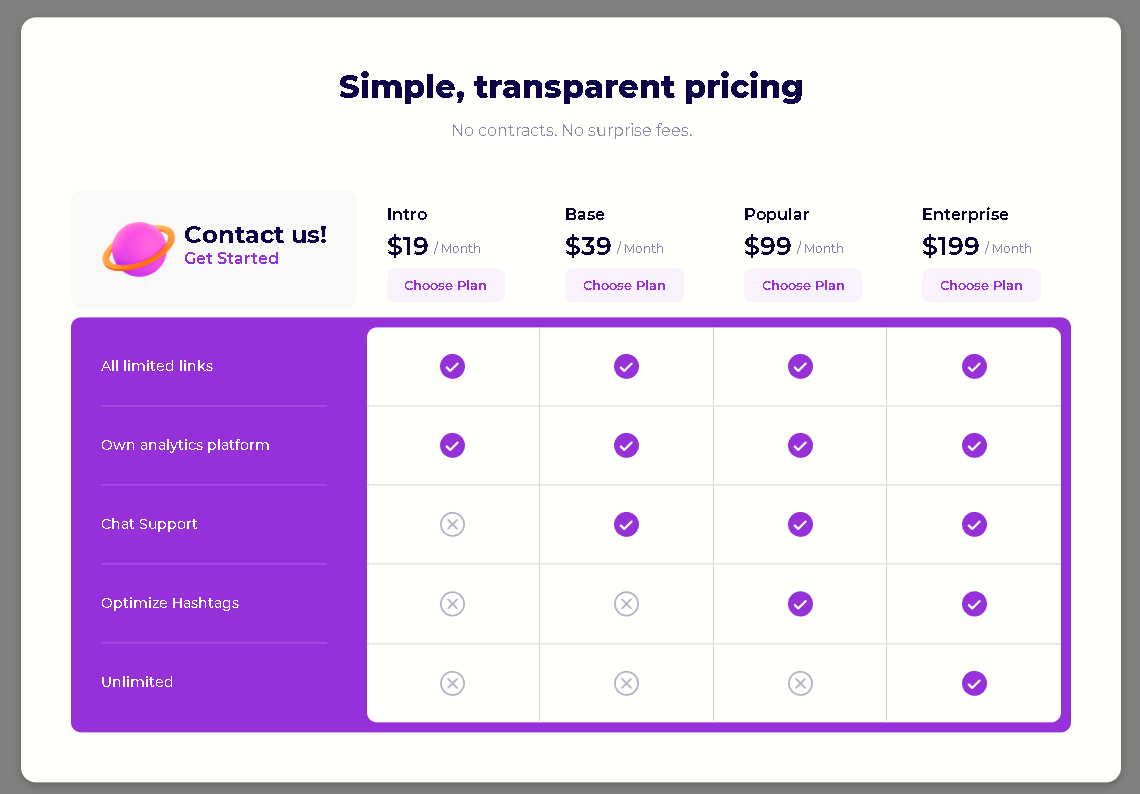 Simple, transparent pricing
No contracts. No surprise fees.
Contact us!
Get Started
Intro
$19 / Month
Choose Plan
Base
$39 / Month
Choose Plan
Popular
$99 / Month
Choose Plan
Enterprise
$199 / Month
Choose Plan
All limited links
Own analytics platform
Chat Support
Optimize Hashtags
Unlimited